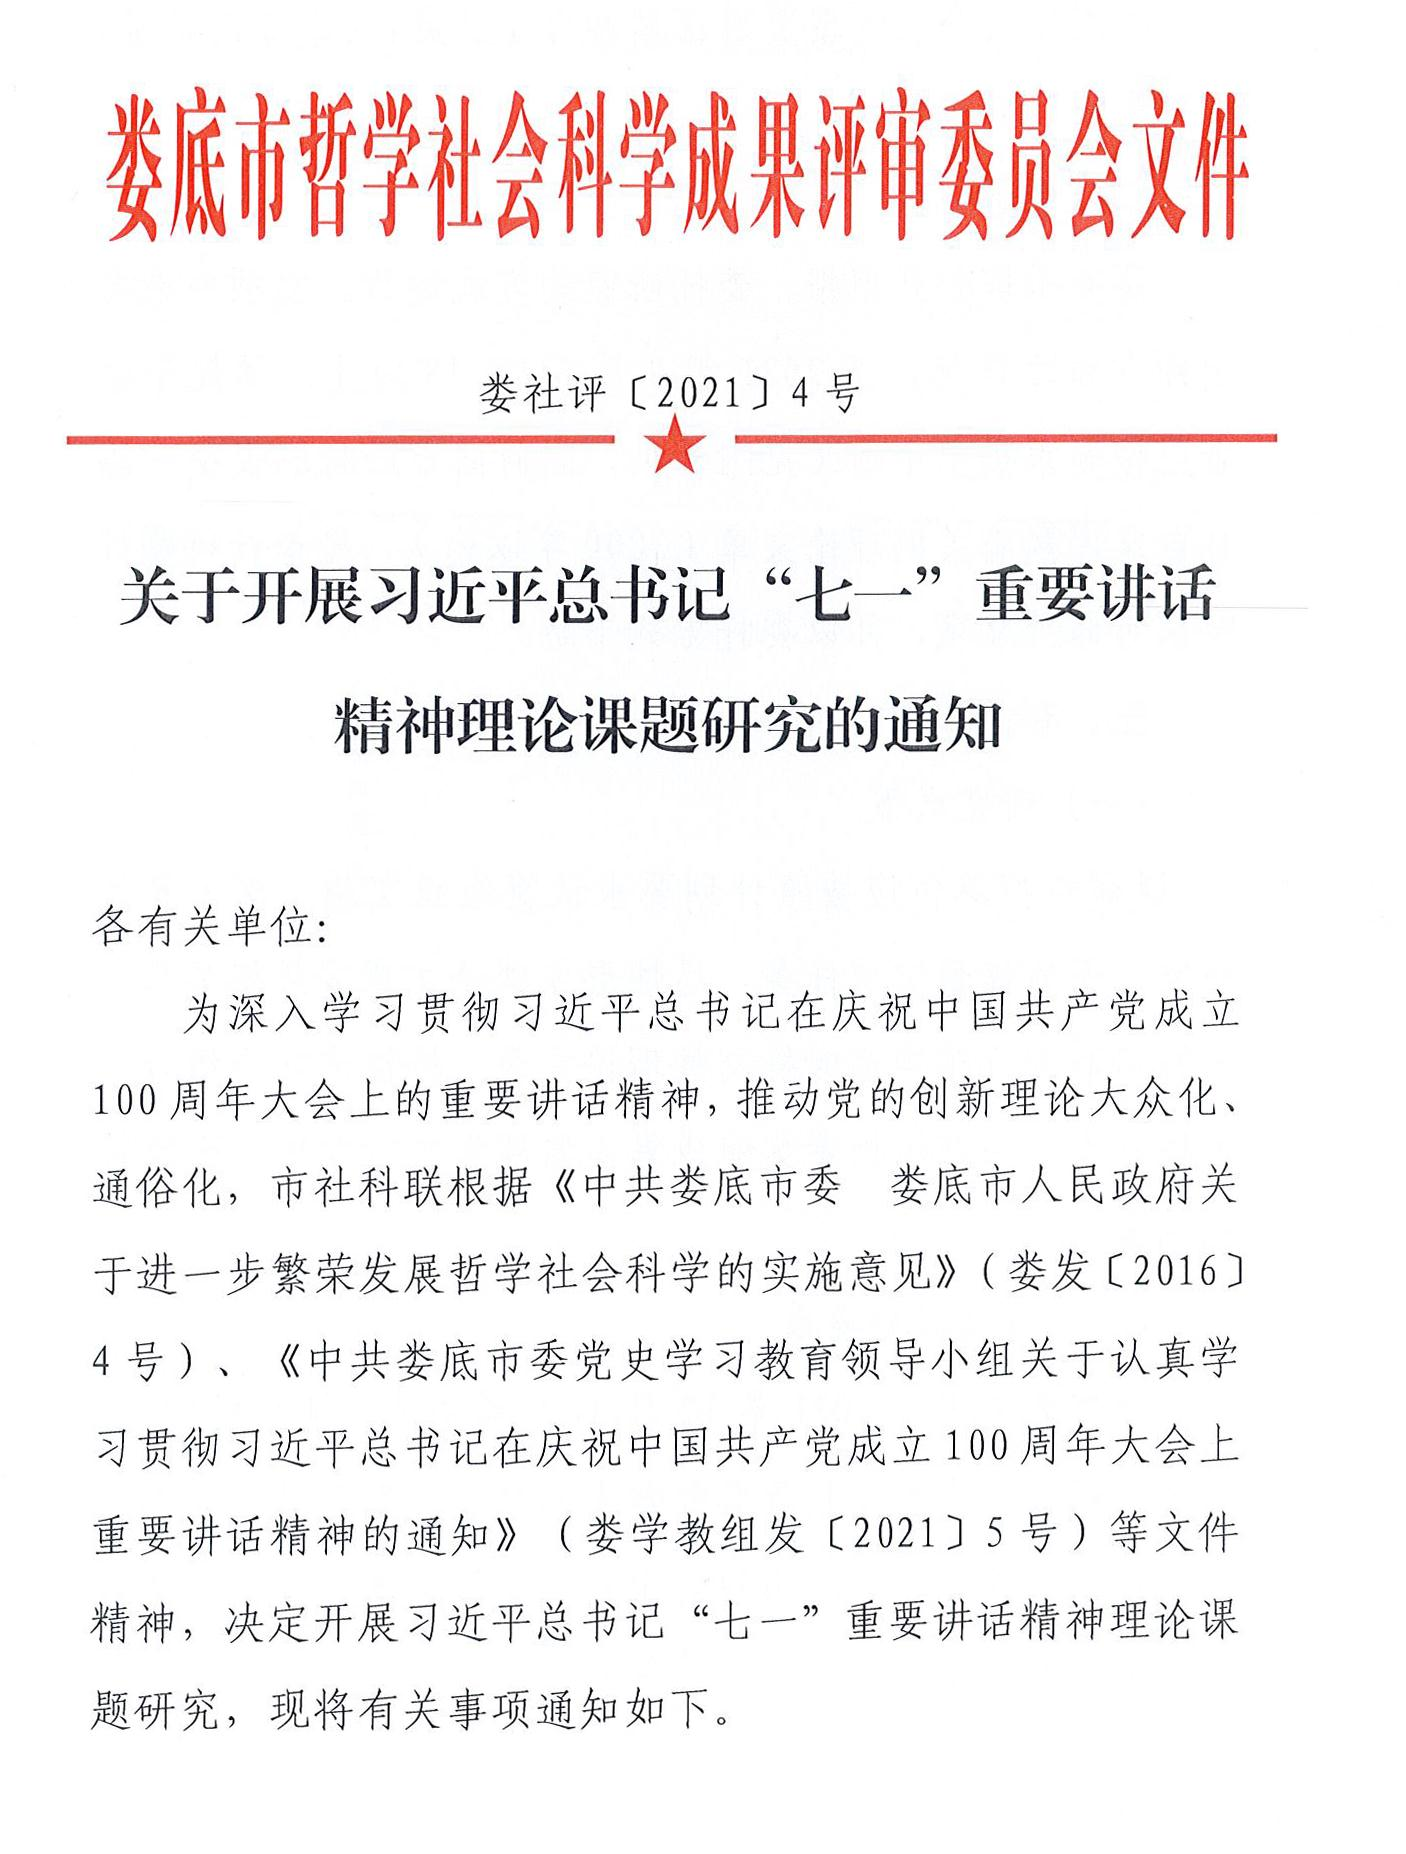 娄底市哲学社会科学成果评审委员会文件
娄社评〔2021〕4号
关于开展习近平总书记“七一”重要讲话
精神理论课题研究的通知
各有关单位:
为深入学习贯彻习近平总书记在庆祝中国共产党成立
100周年大会上的重要讲话精神,推动党的创新理论大众化、
通俗化,市社科联根据《中共娄底市委　娄底市人民政府关
于进一步繁荣发展哲学社会科学的实施意见》(娄发〔2016〕
4号)、《中共娄底市委党史学习教育领导小组关于认真学
习贯彻习近平总书记在庆祝中国共产党成立100周年大会上
重要讲话精神的通知》(娄学教组发〔2021〕5号)等文件
精神,决定开展习近平总书记“七一”重要讲话精神理论课
题研究,现将有关事项通知如下。